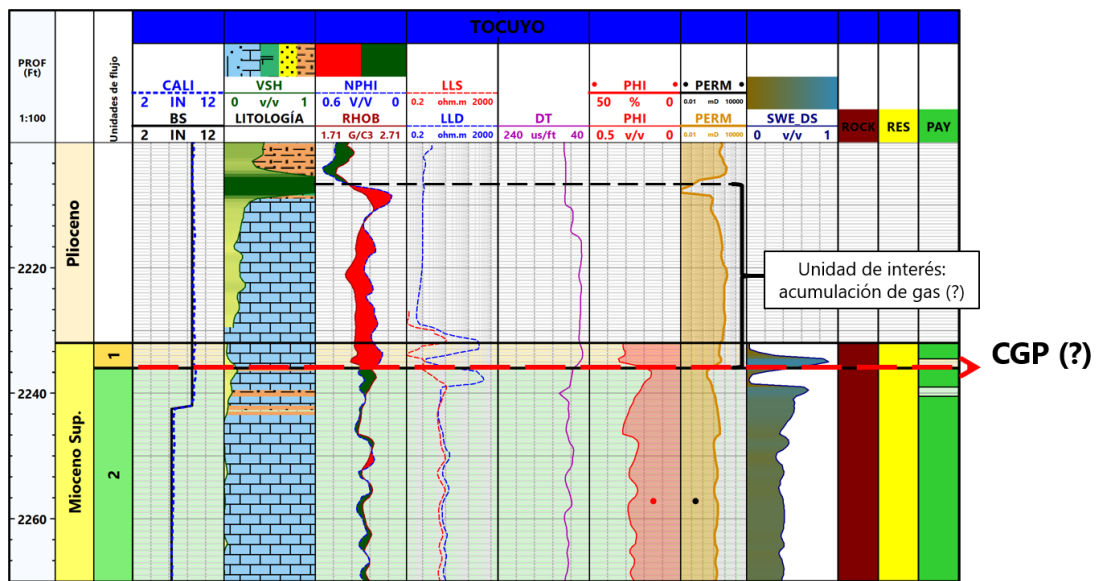 TOCUYO
PROF
(Ft)
1:100
Unidades de flujo
CALI
2 IN 12
BS
2 IN 12
VSH
0 v/v 1
LITOLOGÍA
NPHI
0.6 V/V 0
RHOB
1.71 G/C3 2.71
LLS
0.2 ohm.m 2000
LLD
0.2 ohm.m 2000
DT
240 us/ft 40
PHI
50 % 0
PHI
0.5 v/v 0
PERM
0.01 mD 10000
PERM
0.01 mD 10000
SWE_DS
0 v/v 1
ROCK
RES
PAY
Plioceno
2220
Unidad de interés:
acumulación de gas (?)
1
CGP (?)
2240
Mioceno Sup.
2
2260